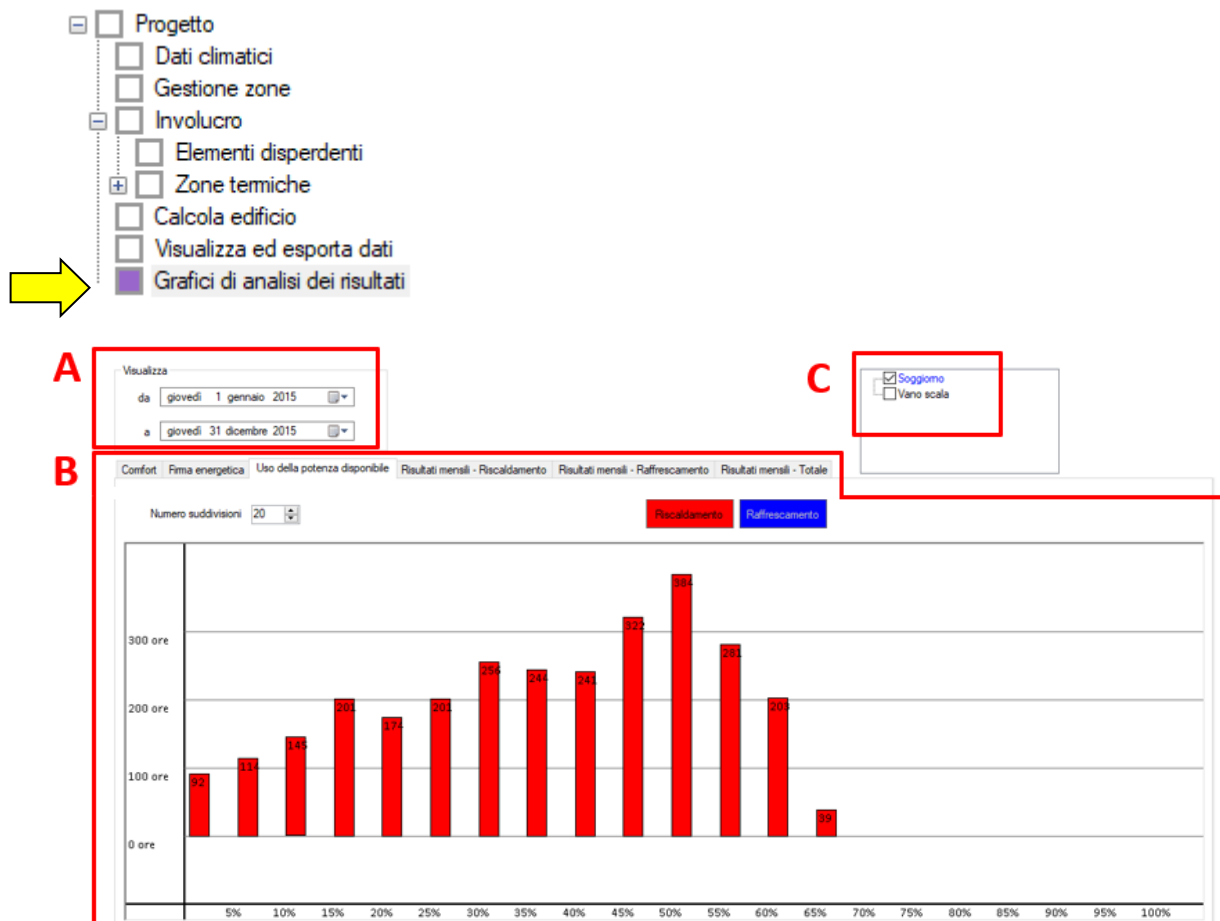 Progetto
Dati climatici
Gestione zone
Involucro
Elementi disperdenti
Zone termiche
Calcola edificio
Visualizza ed esporta dati
Grafici di analisi dei risultati
A
Visualizza
da giovedì 1 gennaio 2015
a giovedì 31 dicembre 2015
C
Soggiorno
Vano scala
B
Comfort Firma energetica Uso della potenza disponibile Risultati mensili - Riscaldamento Risultati mensili - Raffrescamento Risultati mensili - Totale
Numero suddivisioni 20
Riscaldamento Raffrescamento
384
322
300 ore
281
256
244
241
201
201
203
200 ore
174
145
114
100 ore
92
39
0 ore
5% 10% 15% 20% 25% 30% 35% 40% 45% 50% 55% 60% 65% 70% 75% 80% 85% 90% 95% 100%